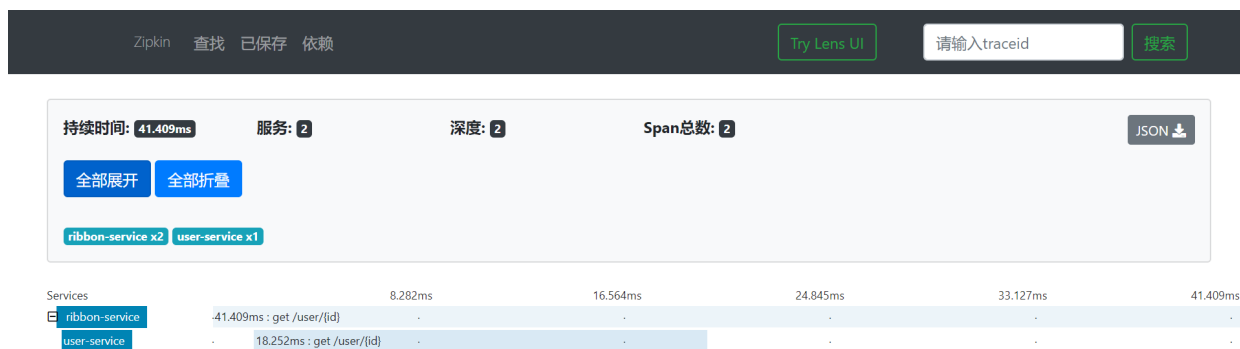 Zipkin 查找 已保存 依赖 Try Lens UI 请输入traceid 搜索
持续时间: 41.409ms 服务: 2 深度: 2 Span总数: 2 JSON
全部展开 全部折叠
ribbon-service x2 user-service x1
Services 8.282ms 16.564ms 24.845ms 33.127ms 41.409ms
ribbon-service ·41.409ms : get /user/{id}
user-service 18.252ms : get /user/{id}